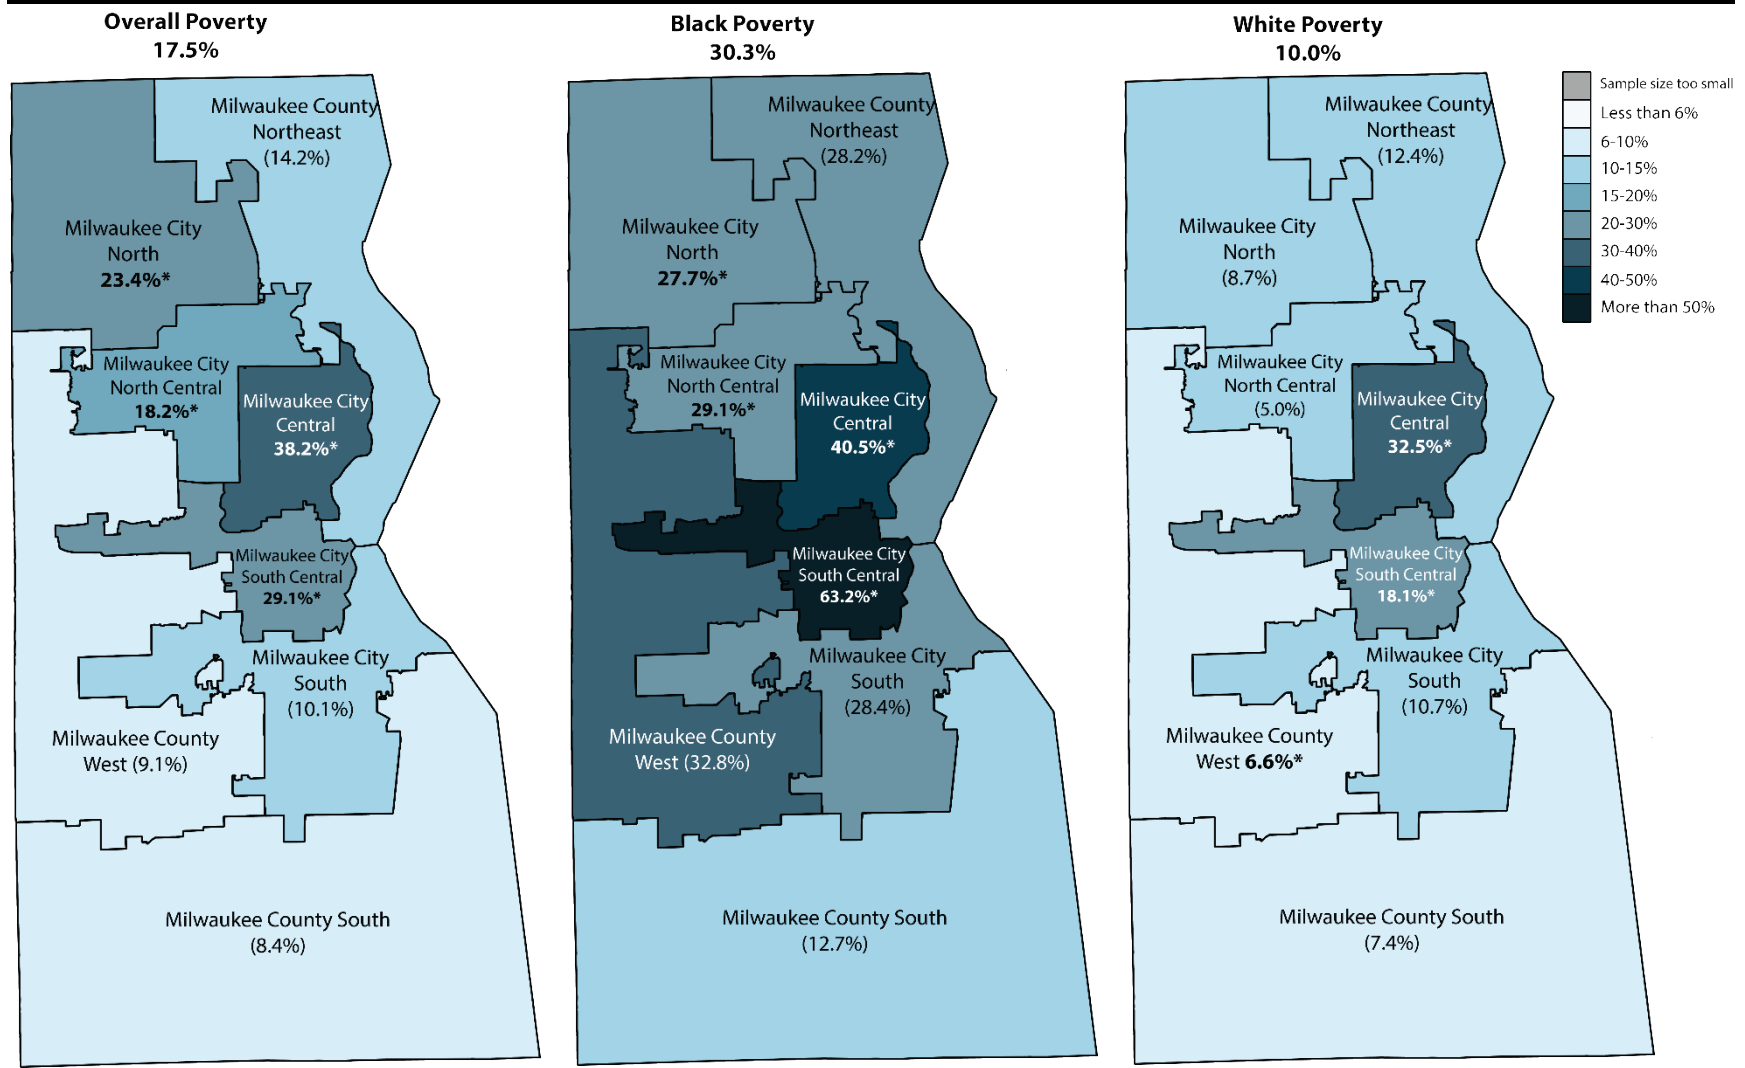 Overall Poverty
17.5%
Milwaukee County
Northeast
(14.2%)
Milwaukee City
North
23.4%*
Milwaukee City
North Central
18.2%*
Milwaukee City
Central
38.2%*
Milwaukee City
South Central
29.1%*
Milwaukee City
South
(10.1%)
Milwaukee County
West (9.1%)
Milwaukee County South
(8.4%)
Black Poverty
30.3%
Milwaukee County
Northeast
(28.2%)
Milwaukee City
North
27.7%*
Milwaukee City
North Central
29.1%*
Milwaukee City
Central
40.5%*
Milwaukee City
South Central
63.2%*
Milwaukee City
South
(28.4%)
Milwaukee County
West (32.8%)
Milwaukee County South
(12.7%)
White Poverty
10.0%
Milwaukee County
Northeast
(12.4%)
Milwaukee City
North
(8.7%)
Milwaukee City
North Central
(5.0%)
Milwaukee City
Central
32.5%*
Milwaukee City
South Central
18.1%*
Milwaukee City
South
(10.7%)
Milwaukee County
West 6.6%*
Milwaukee County South
(7.4%)
Sample size too small
Less than 6%
6-10%
10-15%
15-20%
20-30%
30-40%
40-50%
More than 50%